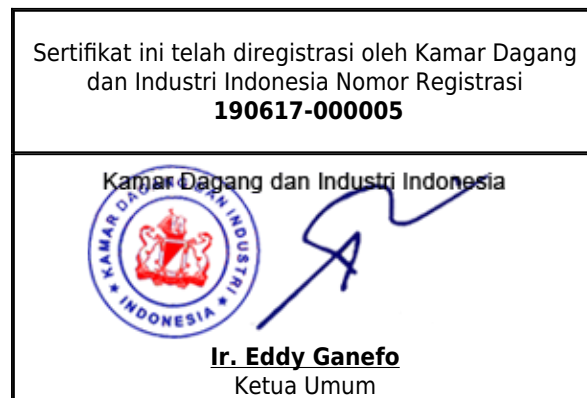 Sertifikat ini telah diregistrasi oleh Kamar Dagang
dan Industri Indonesia Nomor Registrasi
190617-000005
Kamar Dagang dan Industri Indonesia
KAMAR DAGANG DAN INDUSTRI
INDONESIA
Ir. Eddy Ganefo
Ketua Umum